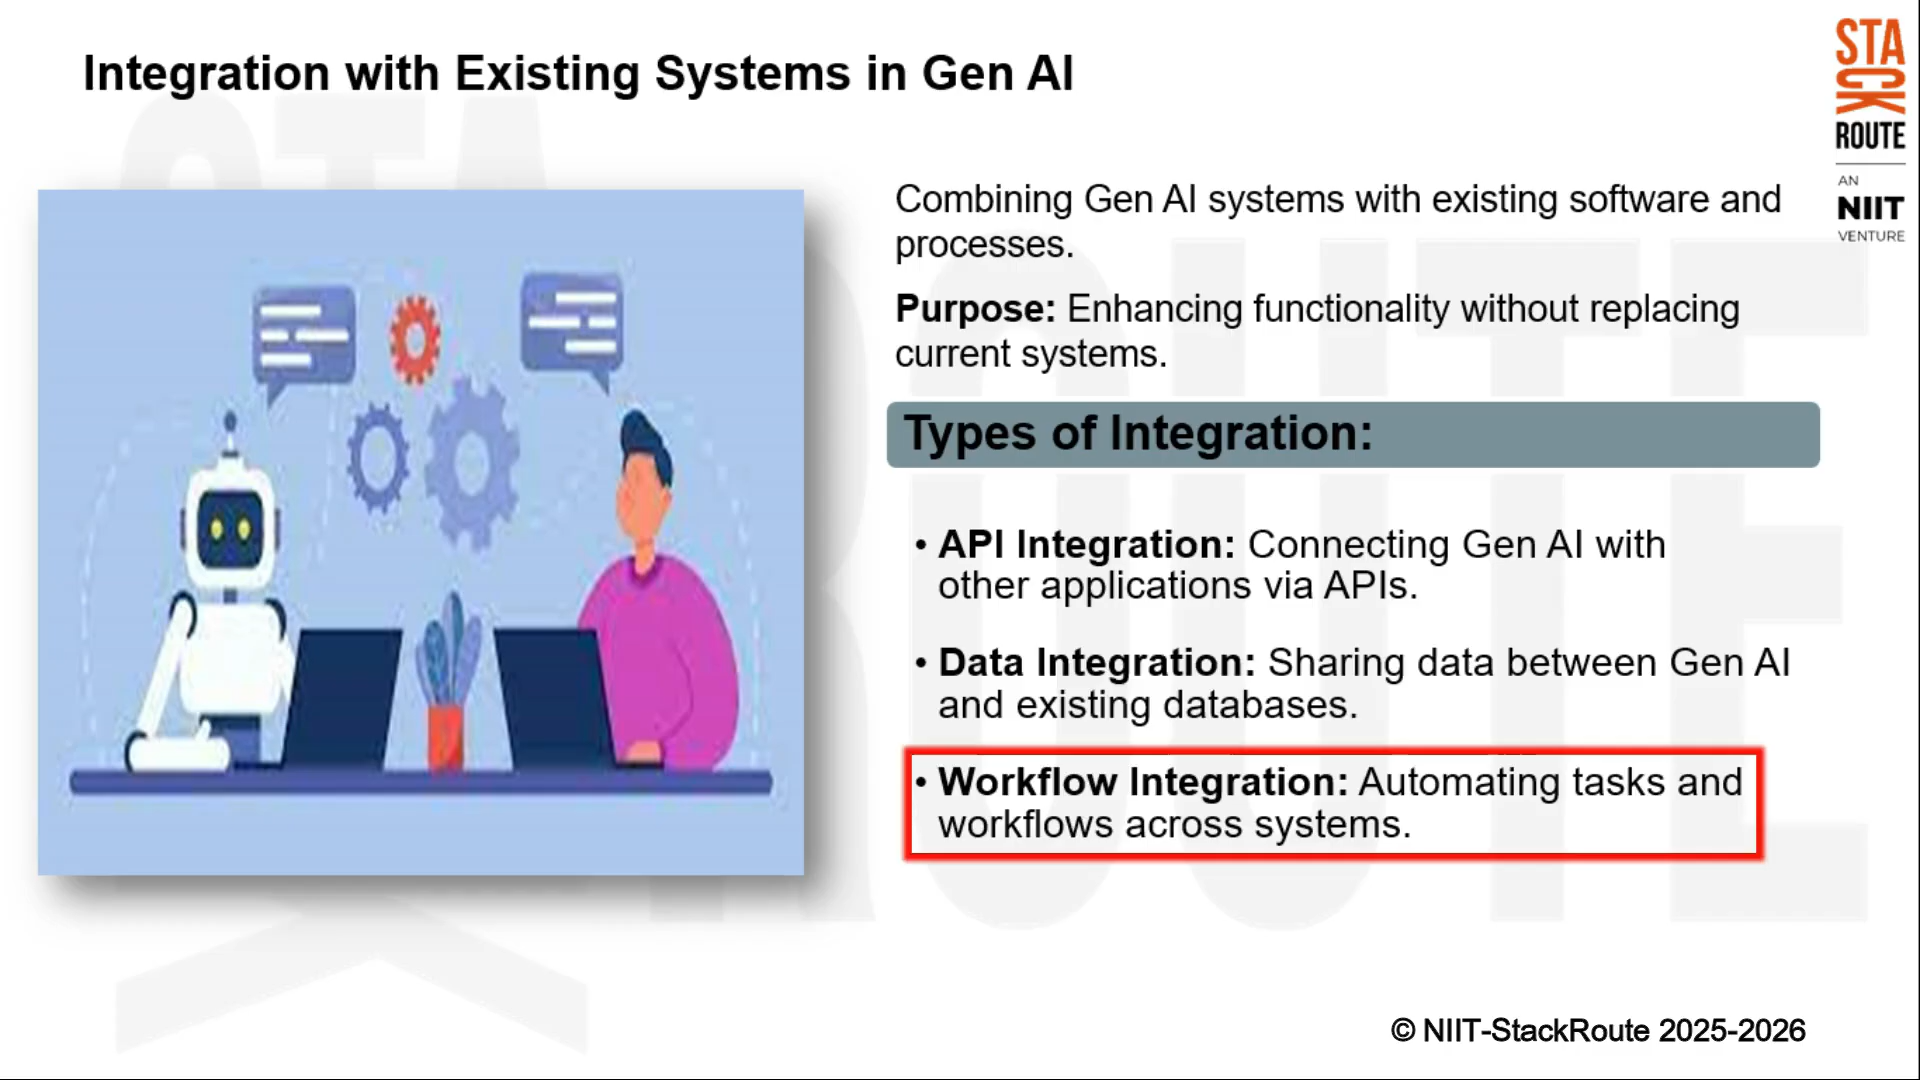 Integration with Existing Systems in Gen AI
STA
CK
ROUTE
AN
NIIT
VENTURE
Combining Gen AI systems with existing software and
processes.
Purpose: Enhancing functionality without replacing
current systems.
Types of Integration:
• API Integration: Connecting Gen AI with
other applications via APIs.
• Data Integration: Sharing data between Gen AI
and existing databases.
• Workflow Integration: Automating tasks and
workflows across systems.
© NIIT-StackRoute 2025-2026